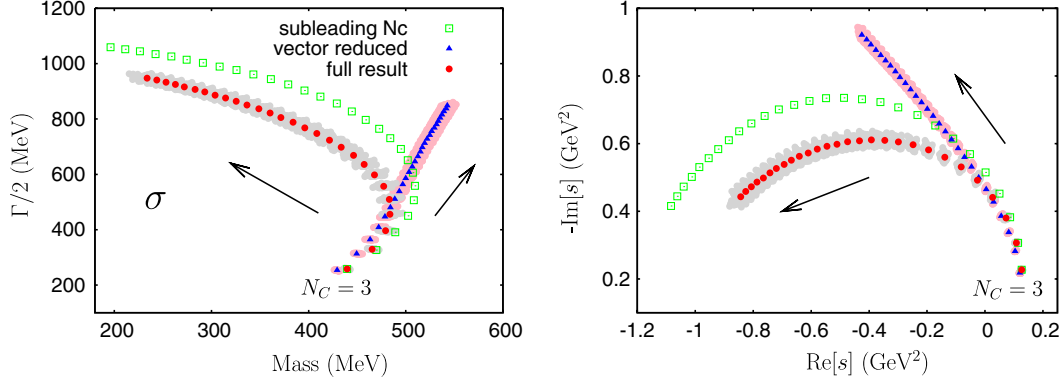 subleading Nc
vector reduced
full result
σ
N_C = 3
Γ/2 (MeV)
1200
1000
800
600
400
200
200 300 400 500 600
Mass (MeV)
-Im[s] (GeV²)
1
0.8
0.6
0.4
0.2
N_C = 3
-1.2 -1 -0.8 -0.6 -0.4 -0.2 0 0.2
Re[s] (GeV²)